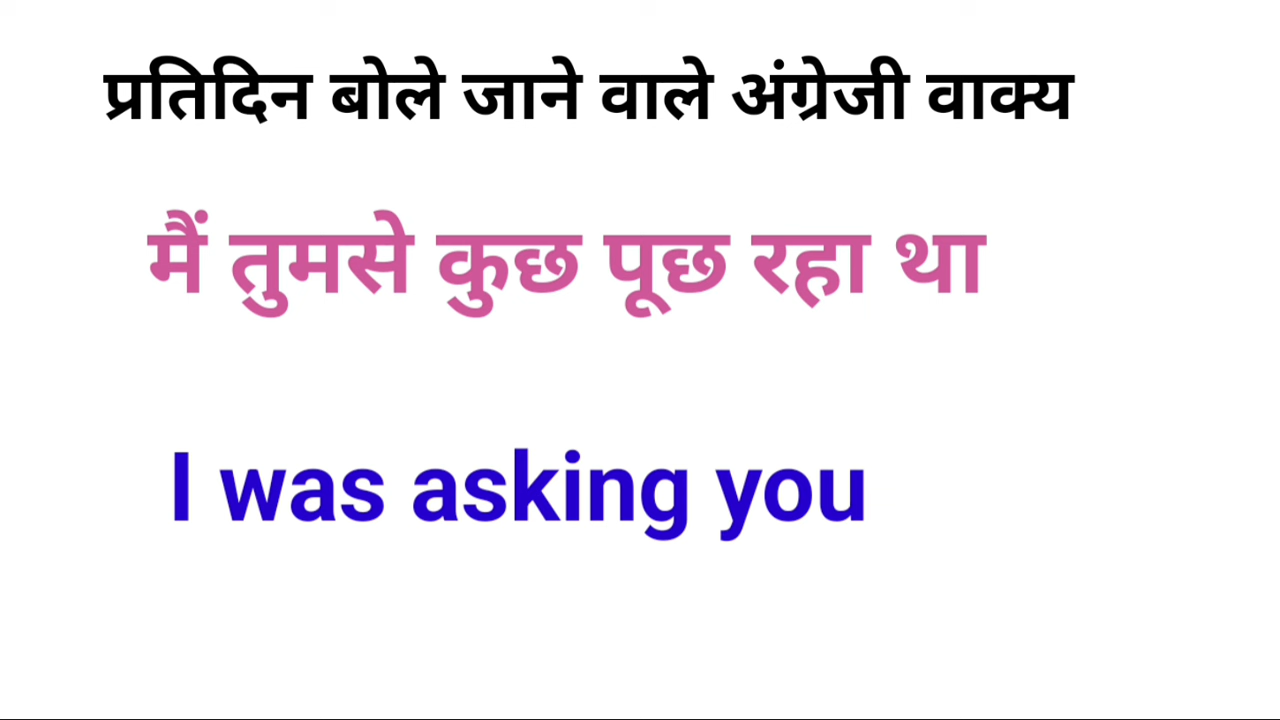 प्रतिदिन बोले जाने वाले अंग्रेजी वाक्य
मैं तुमसे कुछ पूछ रहा था
I was asking you